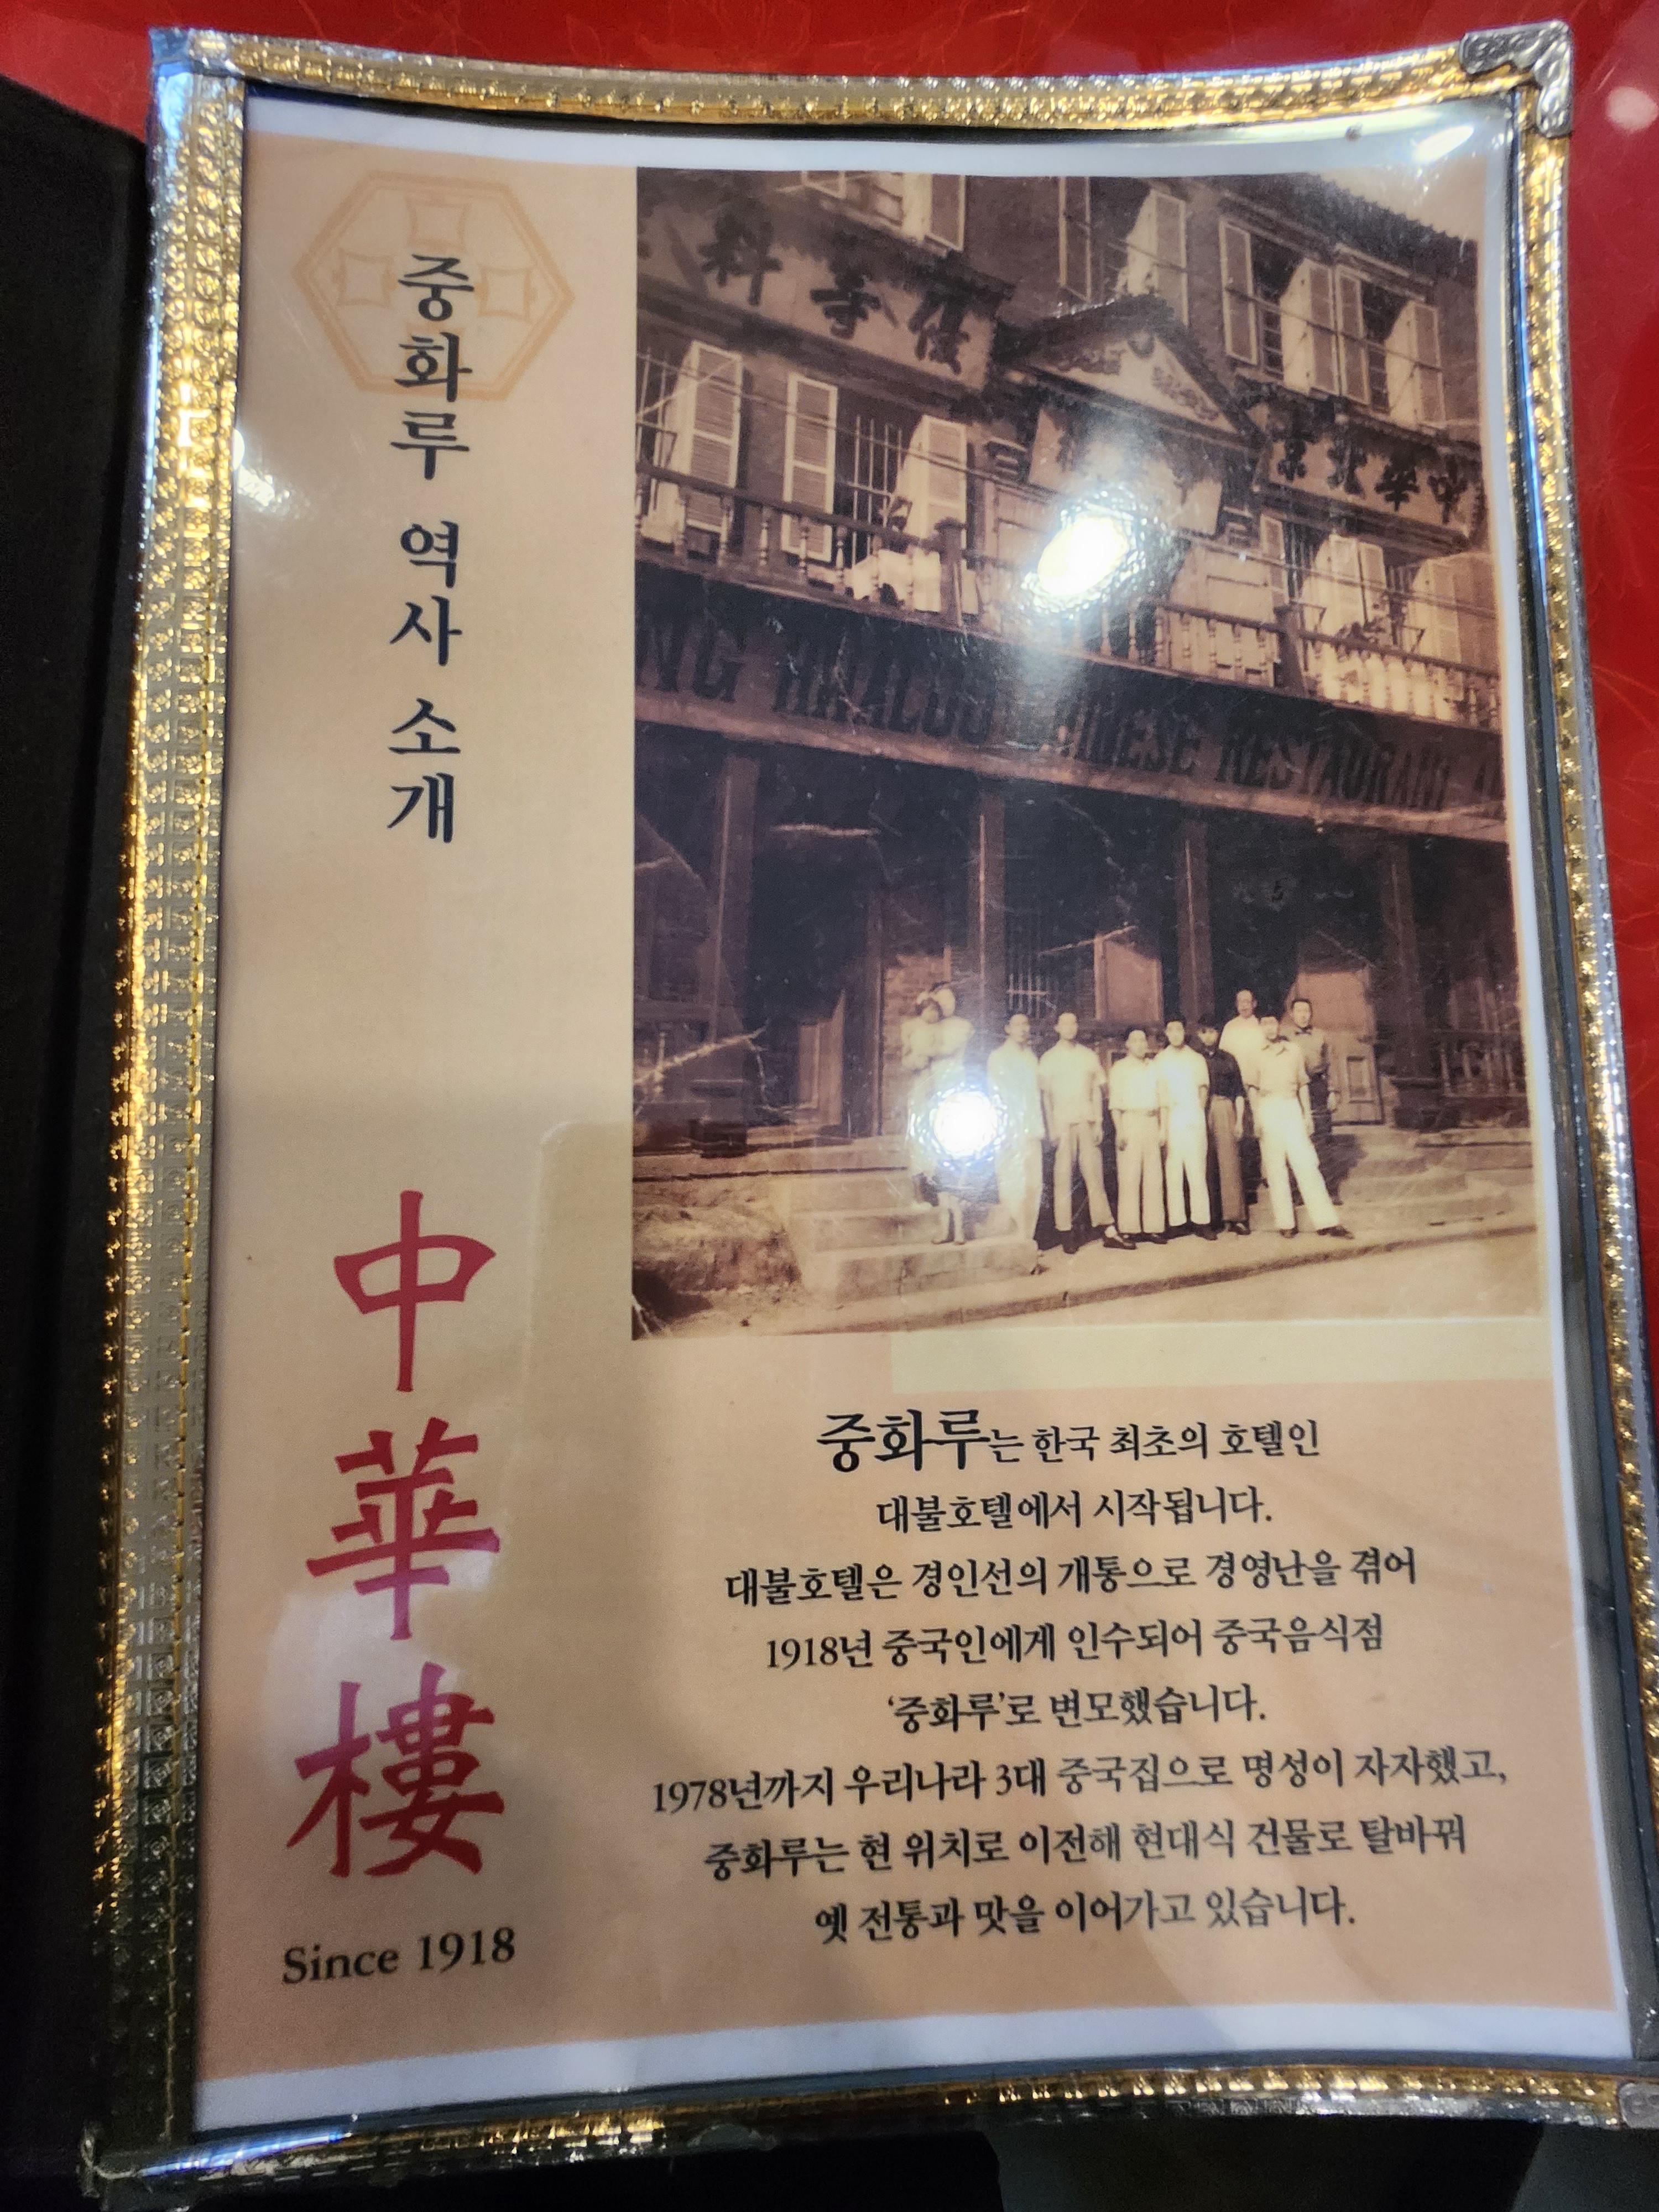 중화루 역사 소개
中華樓
Since 1918
料
CHINESE RESTAURANT
중화루는 한국 최초의 호텔인
대불호텔에서 시작됩니다.
대불호텔은 경인선의 개통으로 경영난을 겪어
1918년 중국인에게 인수되어 중국음식점
‘중화루’로 변모했습니다.
1978년까지 우리나라 3대 중국집으로 명성이 자자했고,
중화루는 현 위치로 이전해 현대식 건물로 탈바꿔
옛 전통과 맛을 이어가고 있습니다.